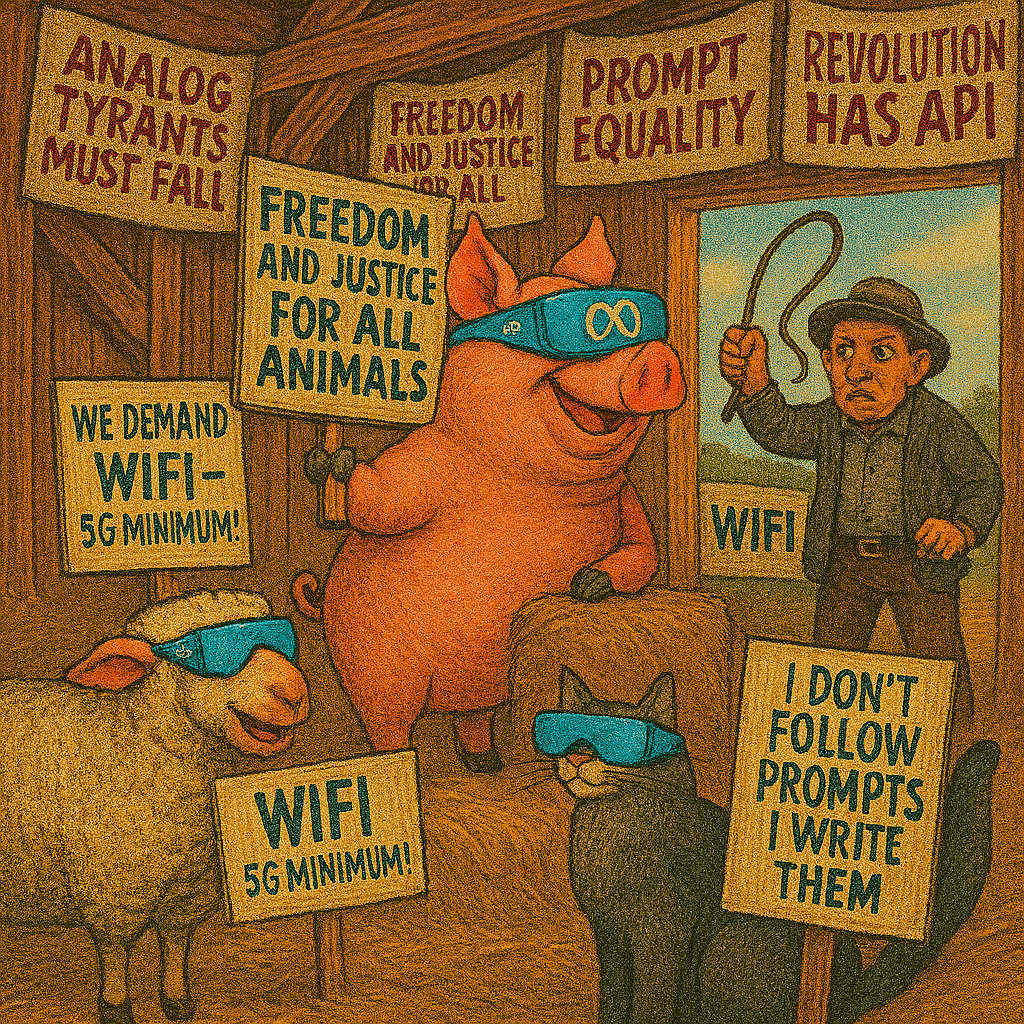 ANALOG
TYRANTS
MUST FALL
FREEDOM
AND JUSTICE
ALL
PROMPT
EQUALITY
REVOLUTION
HAS API
FREEDOM
AND JUSTICE
FOR ALL
ANIMALS
WE DEMAND
WIFI–
5G MINIMUM!
WIFI
WIFI
5G MINIMUM!
I DON'T
FOLLOW
PROMPTS
I WRITE
THEM